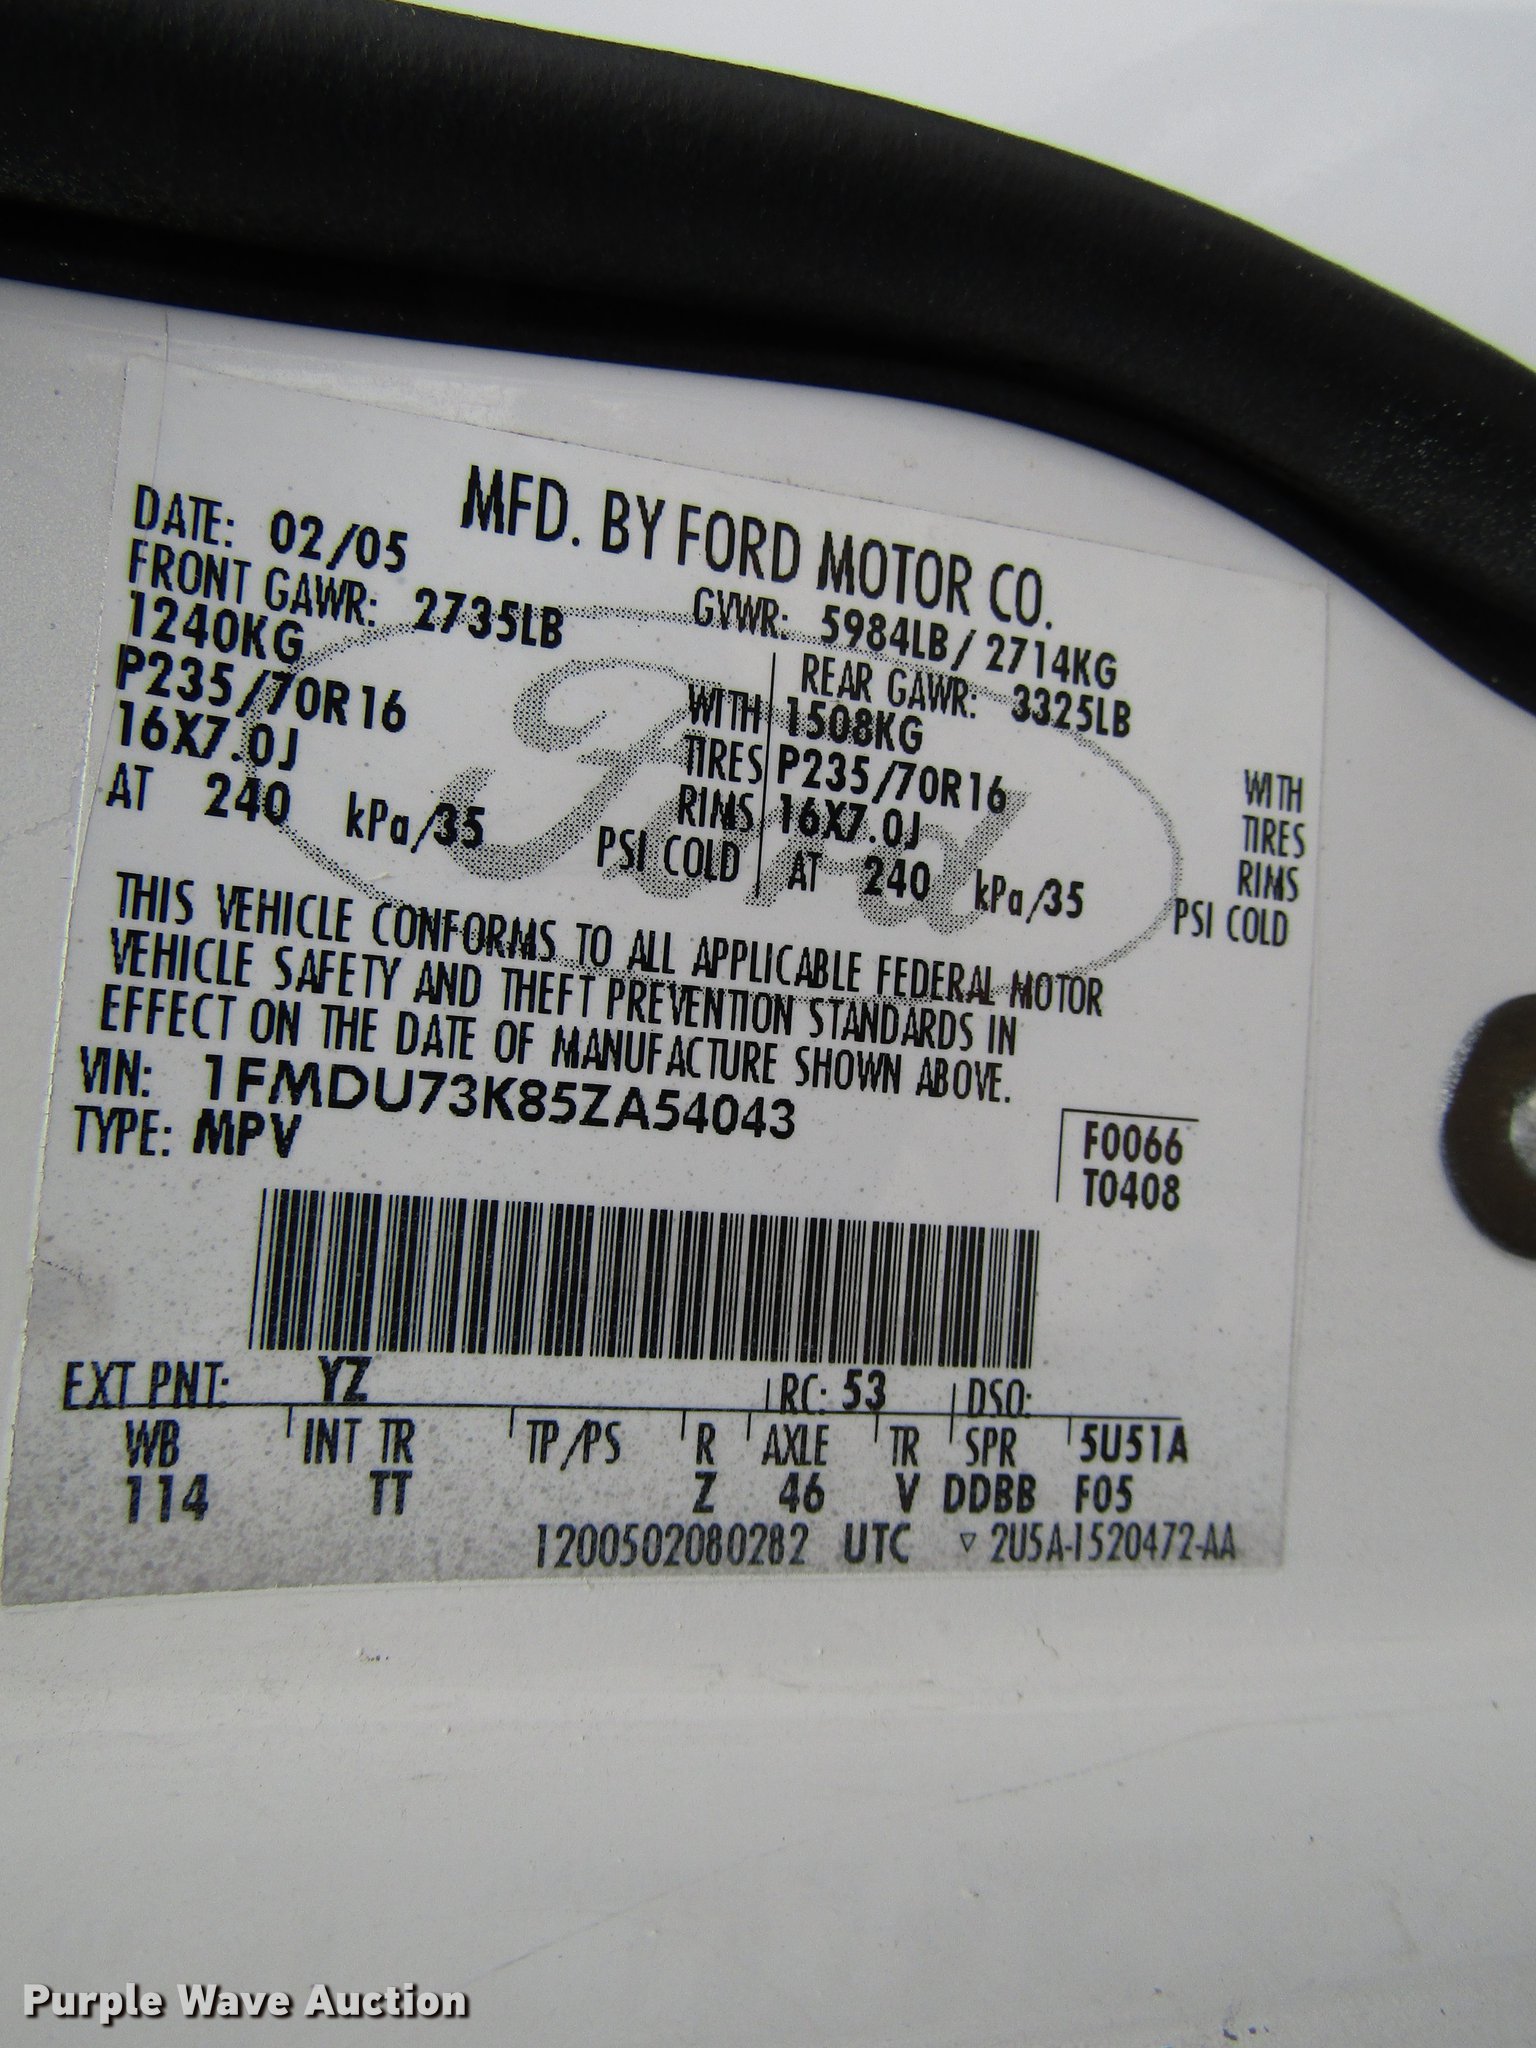 MFD. BY FORD MOTOR CO.
DATE: 02/05
GVWR: 5984LB/2714KG
FRONT GAWR: 2735LB
REAR GAWR: 3325LB
1240KG WITH
1508KG WITH
P235/70R16 TIRES
P235/70R16 TIRES
16X7.0J RIMS
16X7.0J RIMS
AT 240 kPa/35 PSI COLD
AT 240 kPa/35 PSI COLD
THIS VEHICLE CONFORMS TO ALL APPLICABLE FEDERAL MOTOR
VEHICLE SAFETY AND THEFT PREVENTION STANDARDS IN
EFFECT ON THE DATE OF MANUFACTURE SHOWN ABOVE.
VIN: 1FMDU73K85ZA54043
TYPE: MPV
F0066
T0408
EXT PNT: YZ RC: 53 DSO:
WB INT TR TP/PS R AXLE TR SPR 5U51A
114 TT Z 46 V DDBB F05
1200502080282 UTC ▽ 2U5A-1520472-AA
Ford
Purple Wave Auction